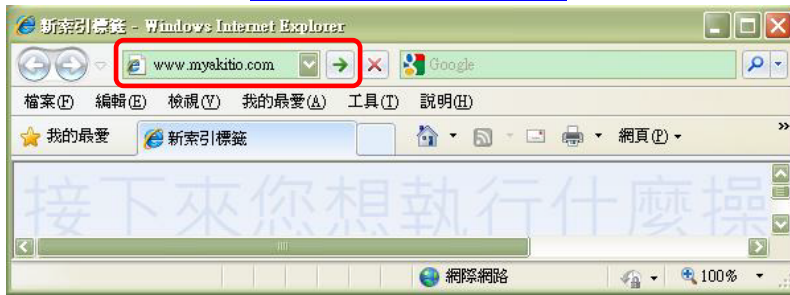 新索引標籤 - Windows Internet Explorer
www.myakitio.com Google
檔案(F) 編輯(E) 檢視(V) 我的最愛(A) 工具(T) 說明(H)
我的最愛 新索引標籤 網頁(P) »
接下來您想執行什麼操
網際網路 100%